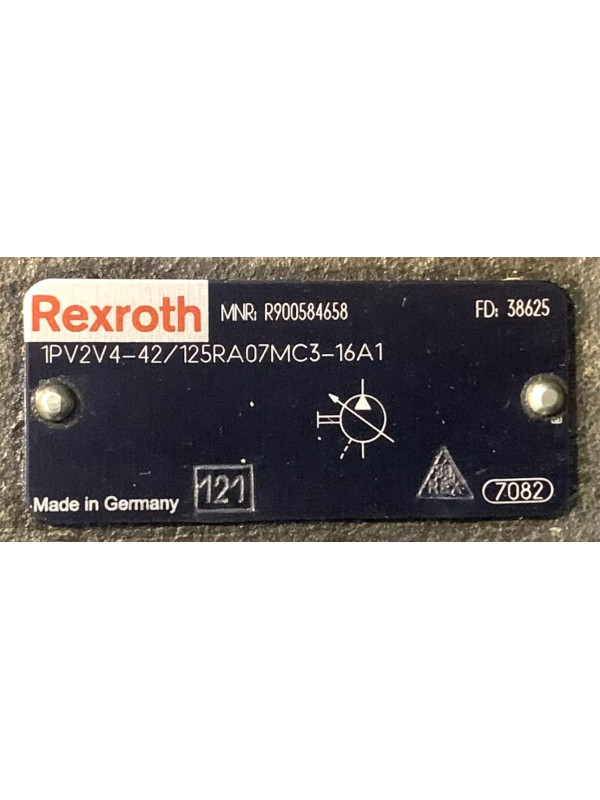 Rexroth MNR: R900584658 FD: 38625
1PV2V4-42/125RA07MC3-16A1
Made in Germany 121 7082